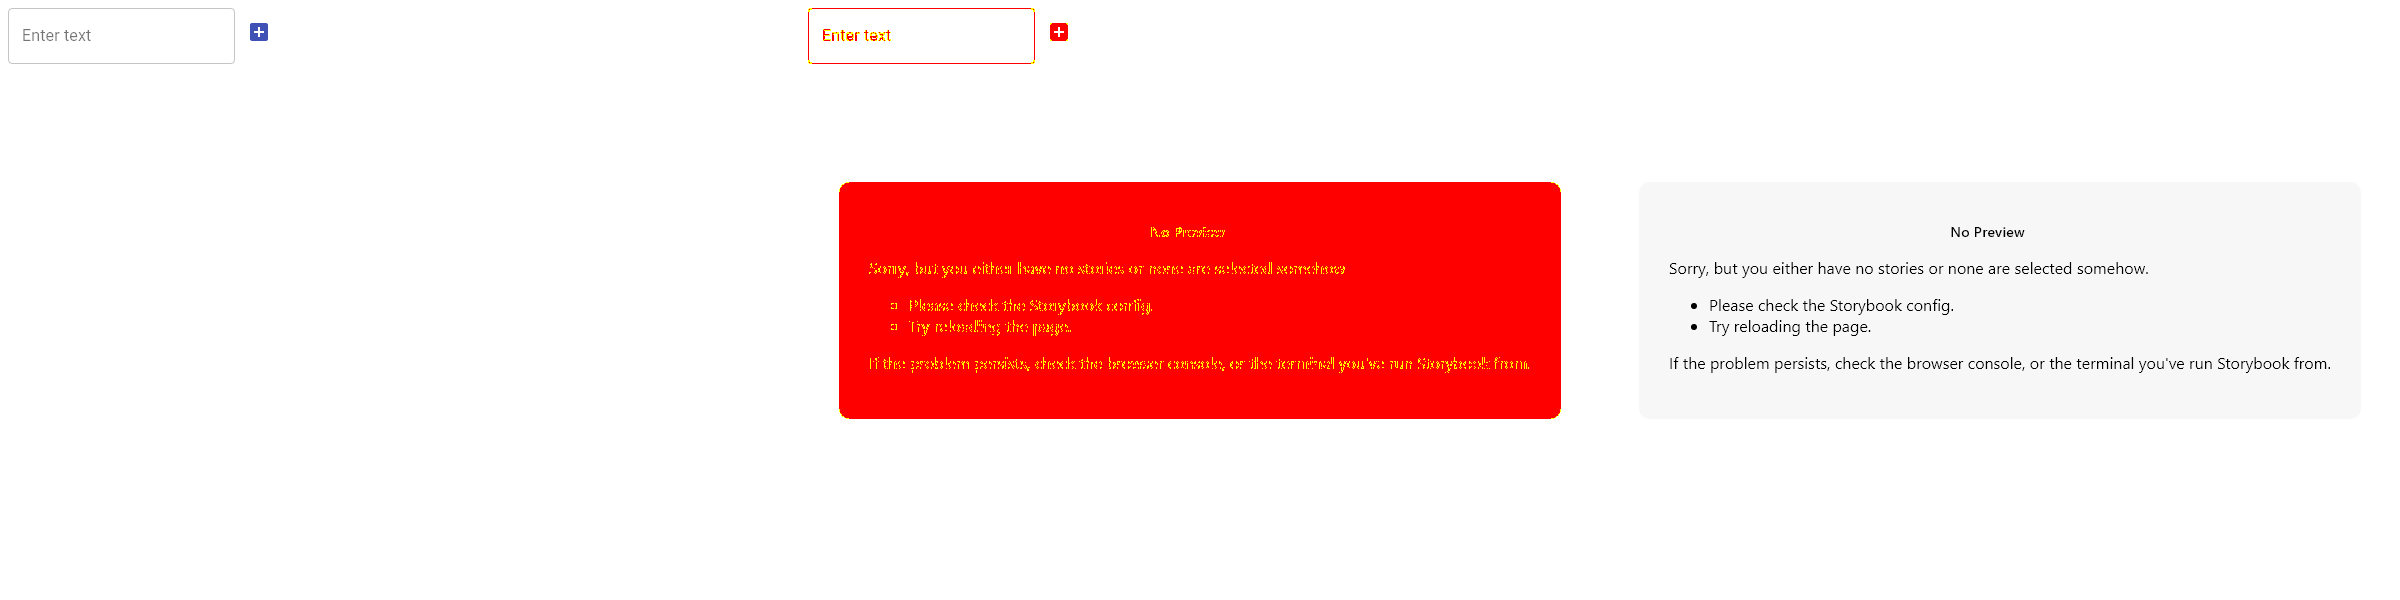 Enter text
Enter text
No Preview
Sorry, but you either have no stories or none are selected somehow
Please check the Storybook config.
Try reloading the page.
If the problem persists, check the browser console, or the terminal you've run Storybook from.
No Preview
Sorry, but you either have no stories or none are selected somehow.
Please check the Storybook config.
Try reloading the page.
If the problem persists, check the browser console, or the terminal you've run Storybook from.